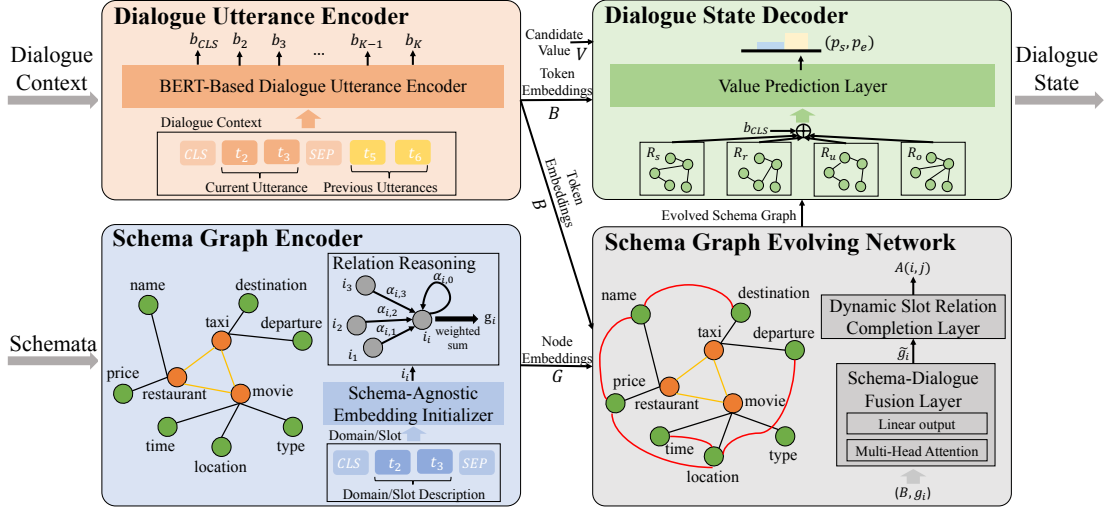 Dialogue Context
Dialogue Utterance Encoder
b_CLS b_2 b_3 ... b_{K-1} b_K
BERT-Based Dialogue Utterance Encoder
Dialogue Context
CLS t_2 t_3 SEP t_5 t_6
Current Utterance Previous Utterances
Candidate
Value V
Token
Embeddings
B
Token
Embeddings
B
Dialogue State Decoder
(p_s, p_e)
Value Prediction Layer
b_CLS
R_s R_r R_u R_o
Dialogue
State
Evolved Schema Graph
Schemata
Schema Graph Encoder
name
destination
taxi
departure
price
restaurant
movie
time
location
type
Relation Reasoning
i_3 α_{i,3} α_{i,0}
i_2 α_{i,2}
i_1 α_{i,1}
i_i
weighted
sum
g_i
i_i
Schema-Agnostic
Embedding Initializer
Domain/Slot
CLS t_2 t_3 SEP
Domain/Slot Description
Node
Embeddings
G
Schema Graph Evolving Network
name
destination
taxi
departure
price
restaurant
movie
time
location
type
A(i,j)
Dynamic Slot Relation
Completion Layer
g̃_i
Schema-Dialogue
Fusion Layer
Linear output
Multi-Head Attention
(B, g_i)